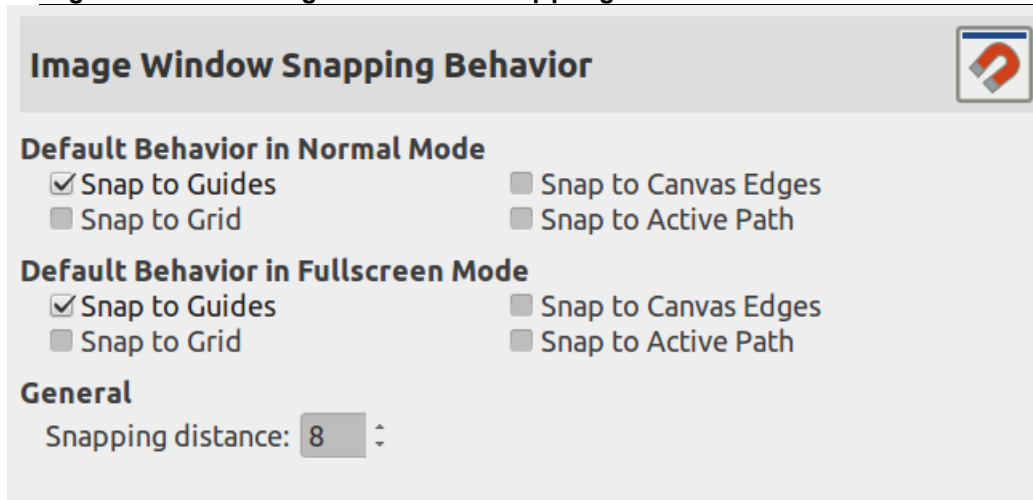 Image Window Snapping Behavior
Default Behavior in Normal Mode
Snap to Guides Snap to Canvas Edges
Snap to Grid Snap to Active Path
Default Behavior in Fullscreen Mode
Snap to Guides Snap to Canvas Edges
Snap to Grid Snap to Active Path
General
Snapping distance: 8